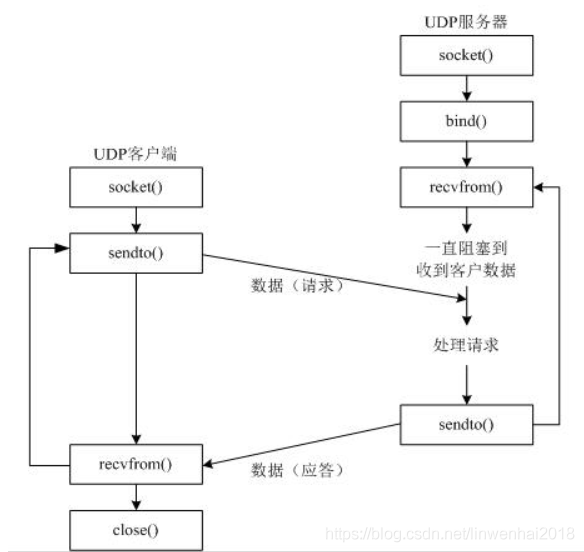 UDP服务器
socket()
bind()
UDP客户端
socket()
recvfrom()
sendto()
一直阻塞到
收到客户数据
数据（请求）
处理请求
sendto()
recvfrom()
数据（应答）
close()
https://blog.csdn.net/linwenhai2018